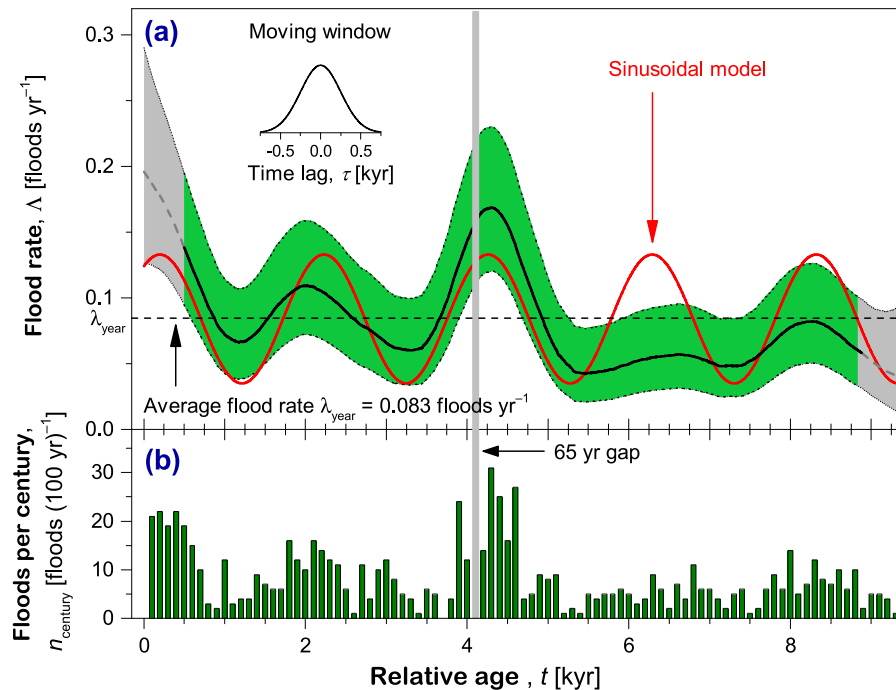 (a)
Moving window
−0.5 0.0 0.5
Time lag, τ [kyr]
Sinusoidal model
0.3
0.2
0.1
λyear
0.0
Flood rate, Λ [floods yr⁻¹]
Average flood rate λyear = 0.083 floods yr⁻¹
(b)
65 yr gap
30
20
10
0
Floods per century,
ncentury [floods (100 yr)⁻¹]
0 2 4 6 8
Relative age , t [kyr]